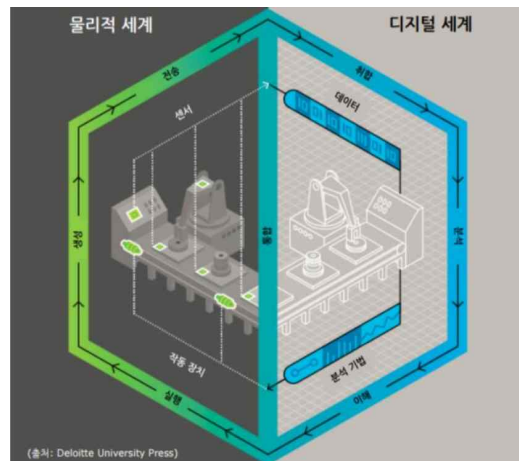 물리적 세계
디지털 세계
전송
취합
센서
데이터
생성
통합
분석
작동 장치
분석 기법
실행
이해
(출처: Deloitte University Press)